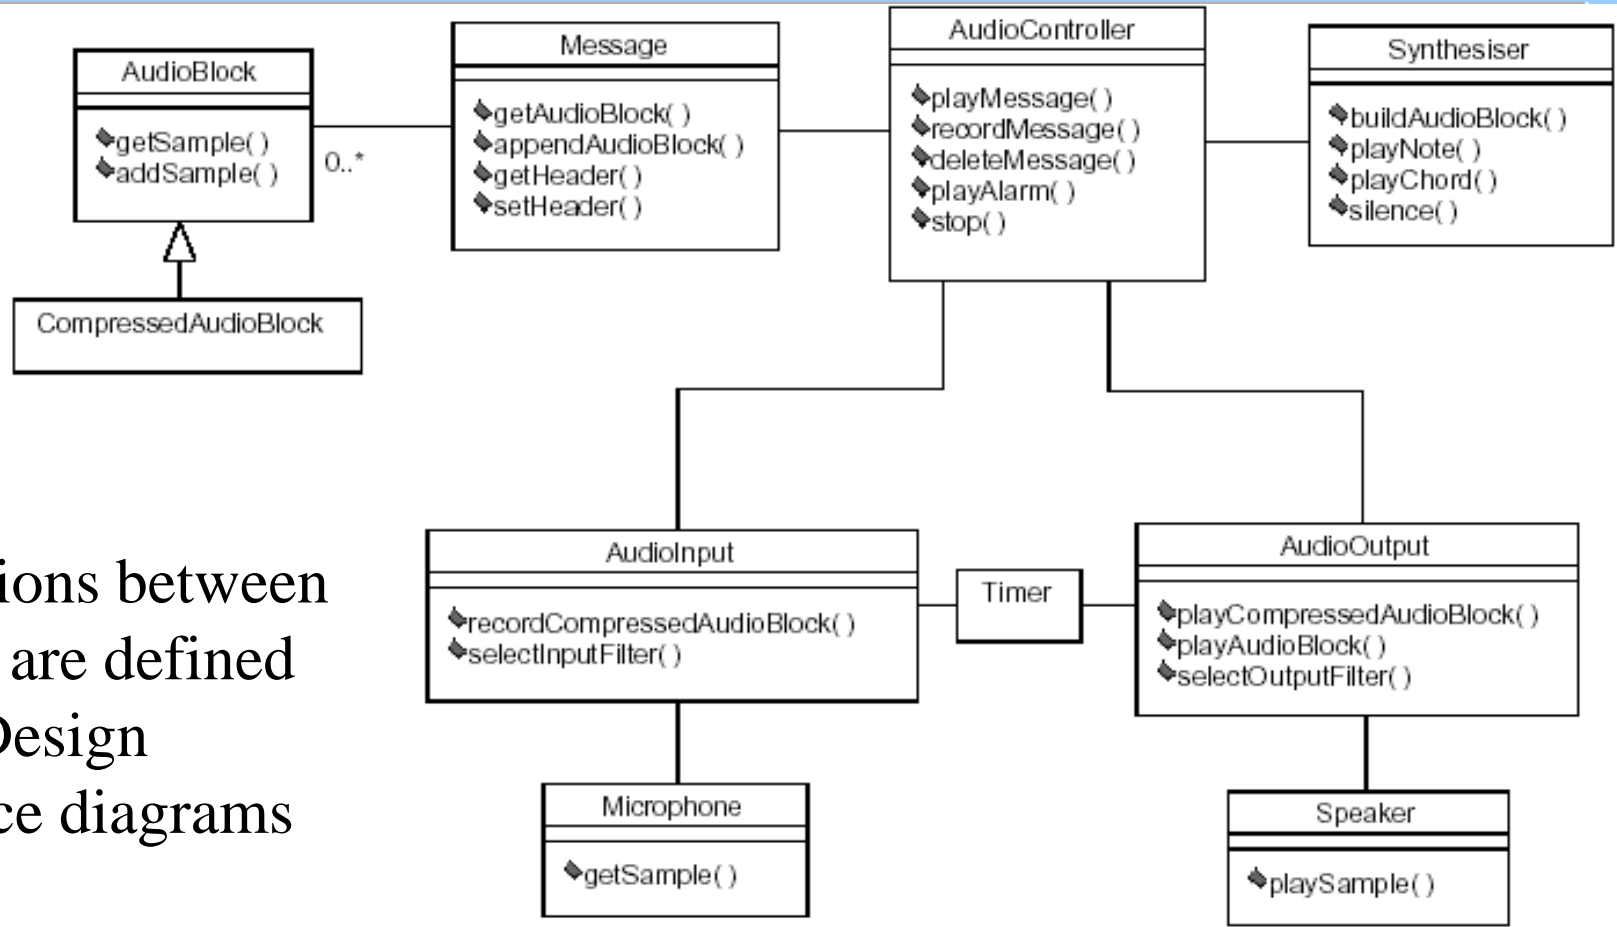 AudioBlock
getSample( )
addSample( )
0..*
CompressedAudioBlock
Message
getAudioBlock( )
appendAudioBlock( )
getHeader( )
setHeader( )
AudioController
playMessage( )
recordMessage( )
deleteMessage( )
playAlarm( )
stop( )
Synthesiser
buildAudioBlock( )
playNote( )
playChord( )
silence( )
AudioInput
recordCompressedAudioBlock( )
selectInputFilter( )
Timer
AudioOutput
playCompressedAudioBlock( )
playAudioBlock( )
selectOutputFilter( )
Microphone
getSample( )
Speaker
playSample( )
ions between
are defined
Design
ce diagrams